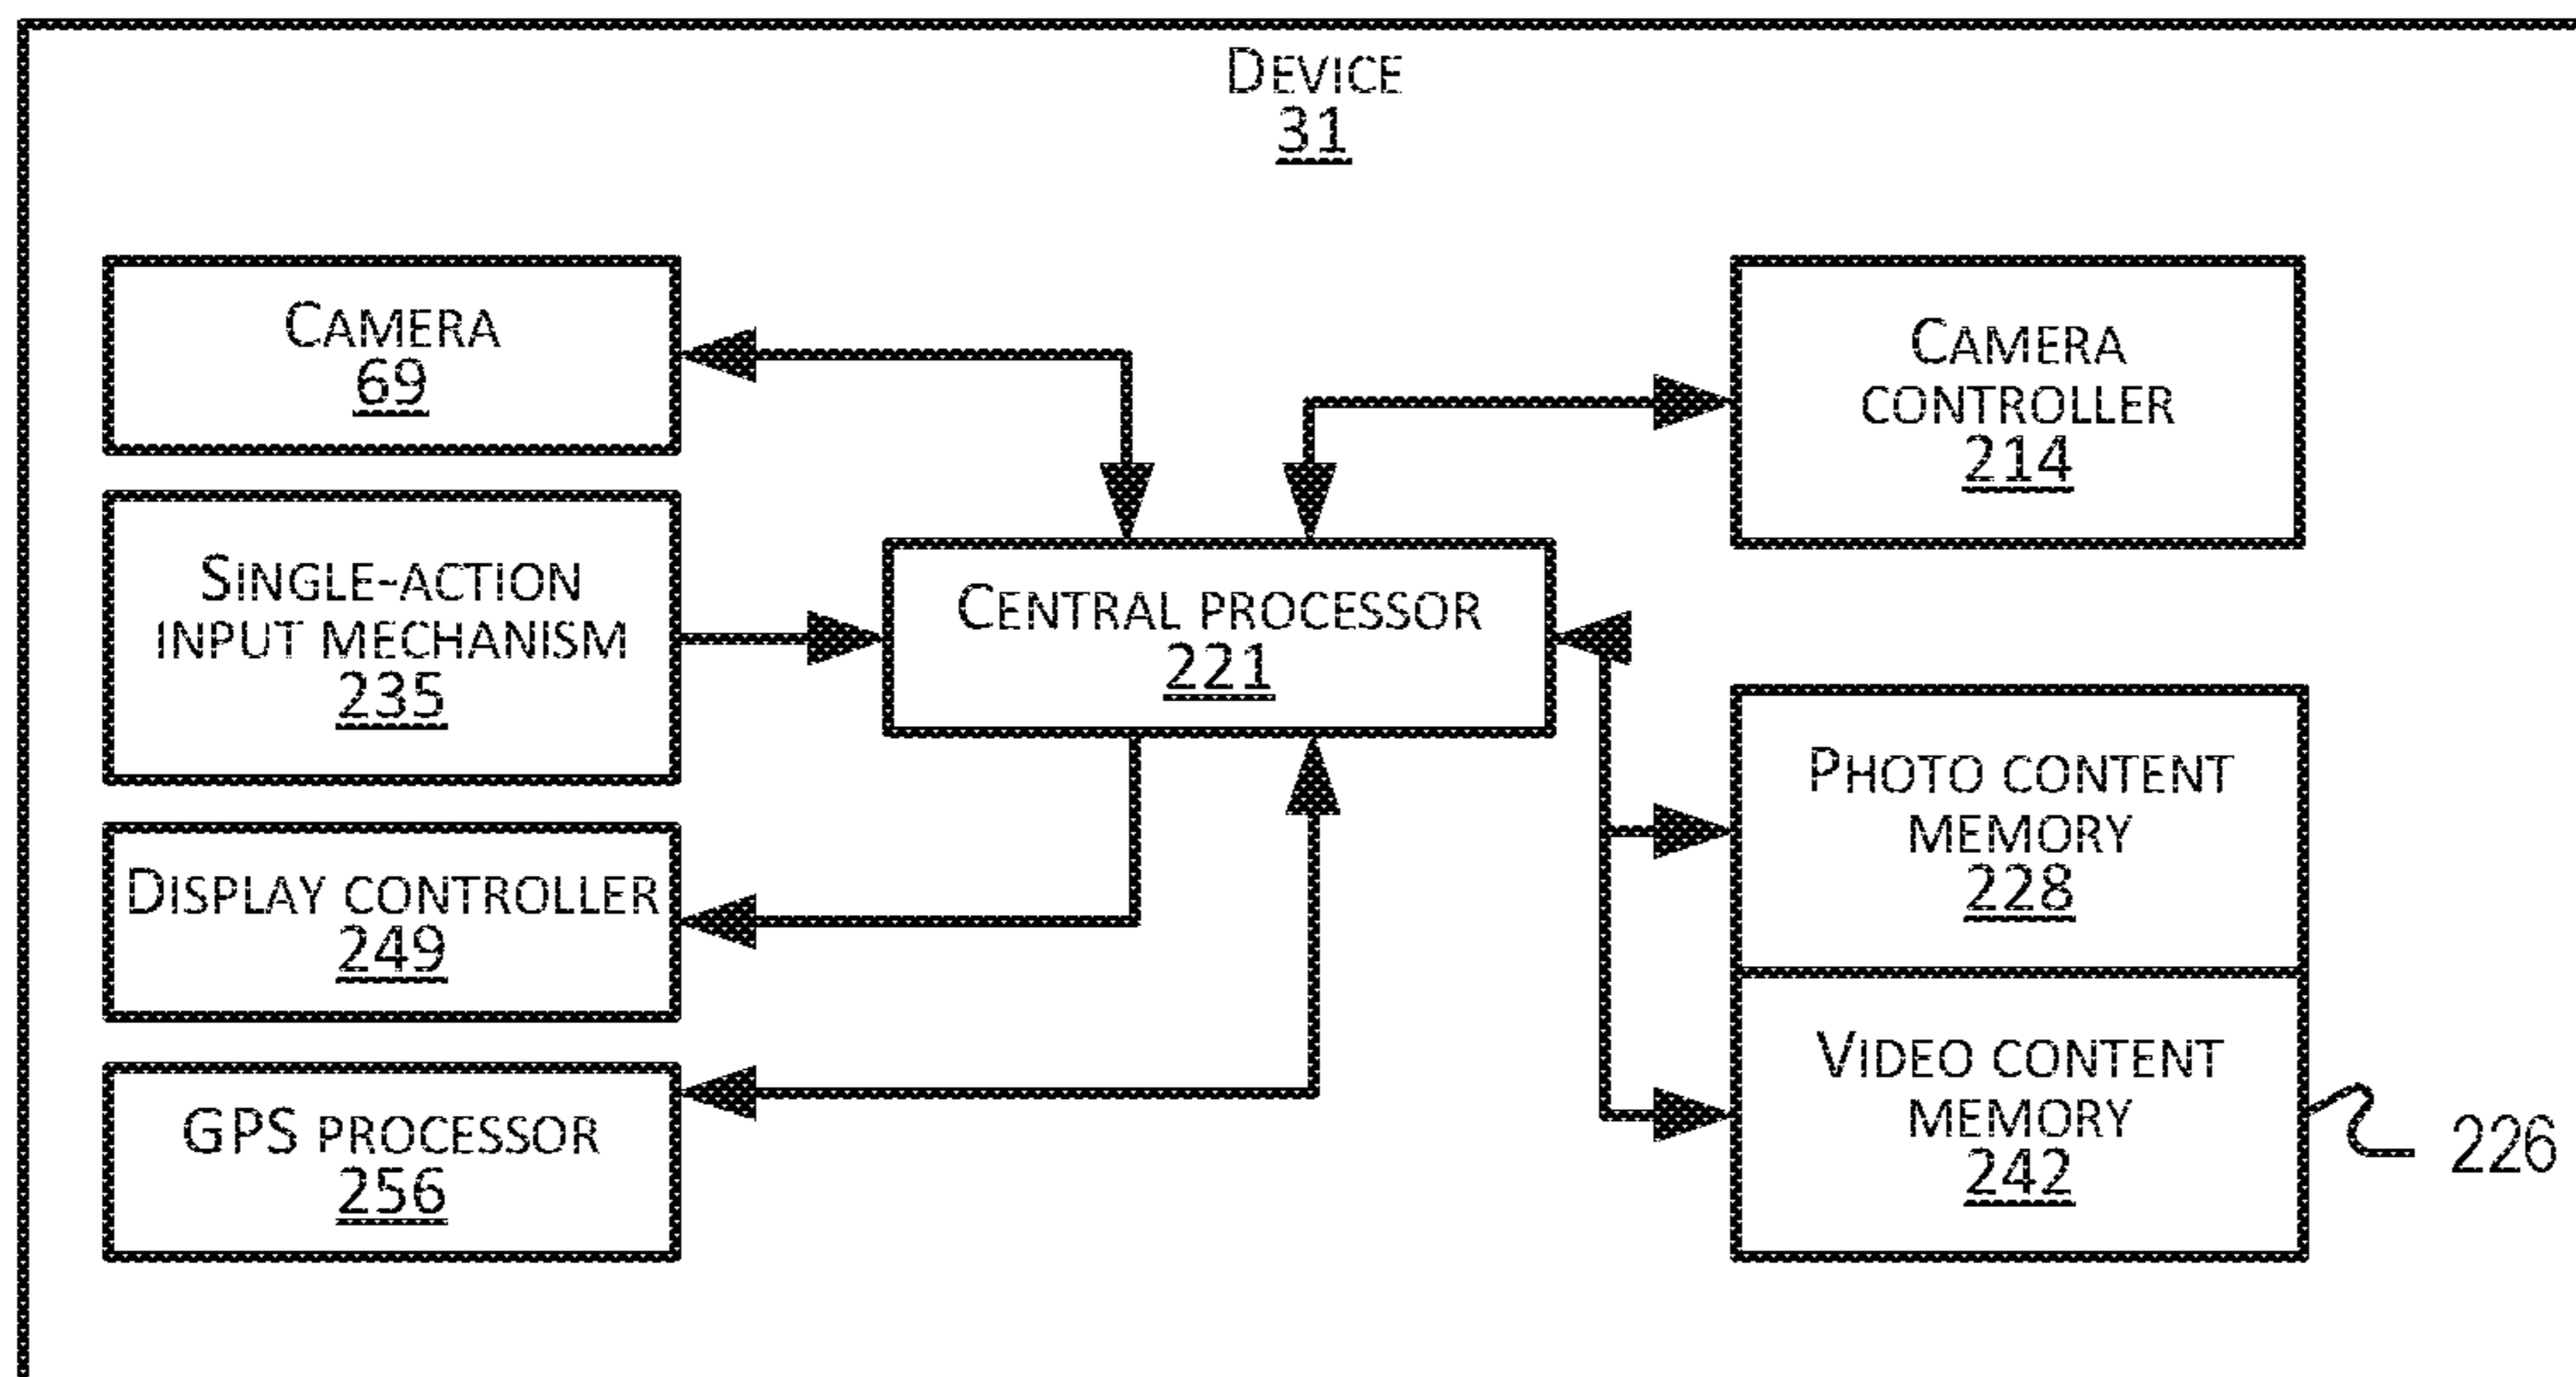 DEVICE
31
CAMERA
69
SINGLE-ACTION
INPUT MECHANISM
235
DISPLAY CONTROLLER
249
GPS PROCESSOR
256
CENTRAL PROCESSOR
221
CAMERA
CONTROLLER
214
PHOTO CONTENT
MEMORY
228
VIDEO CONTENT
MEMORY
242
226